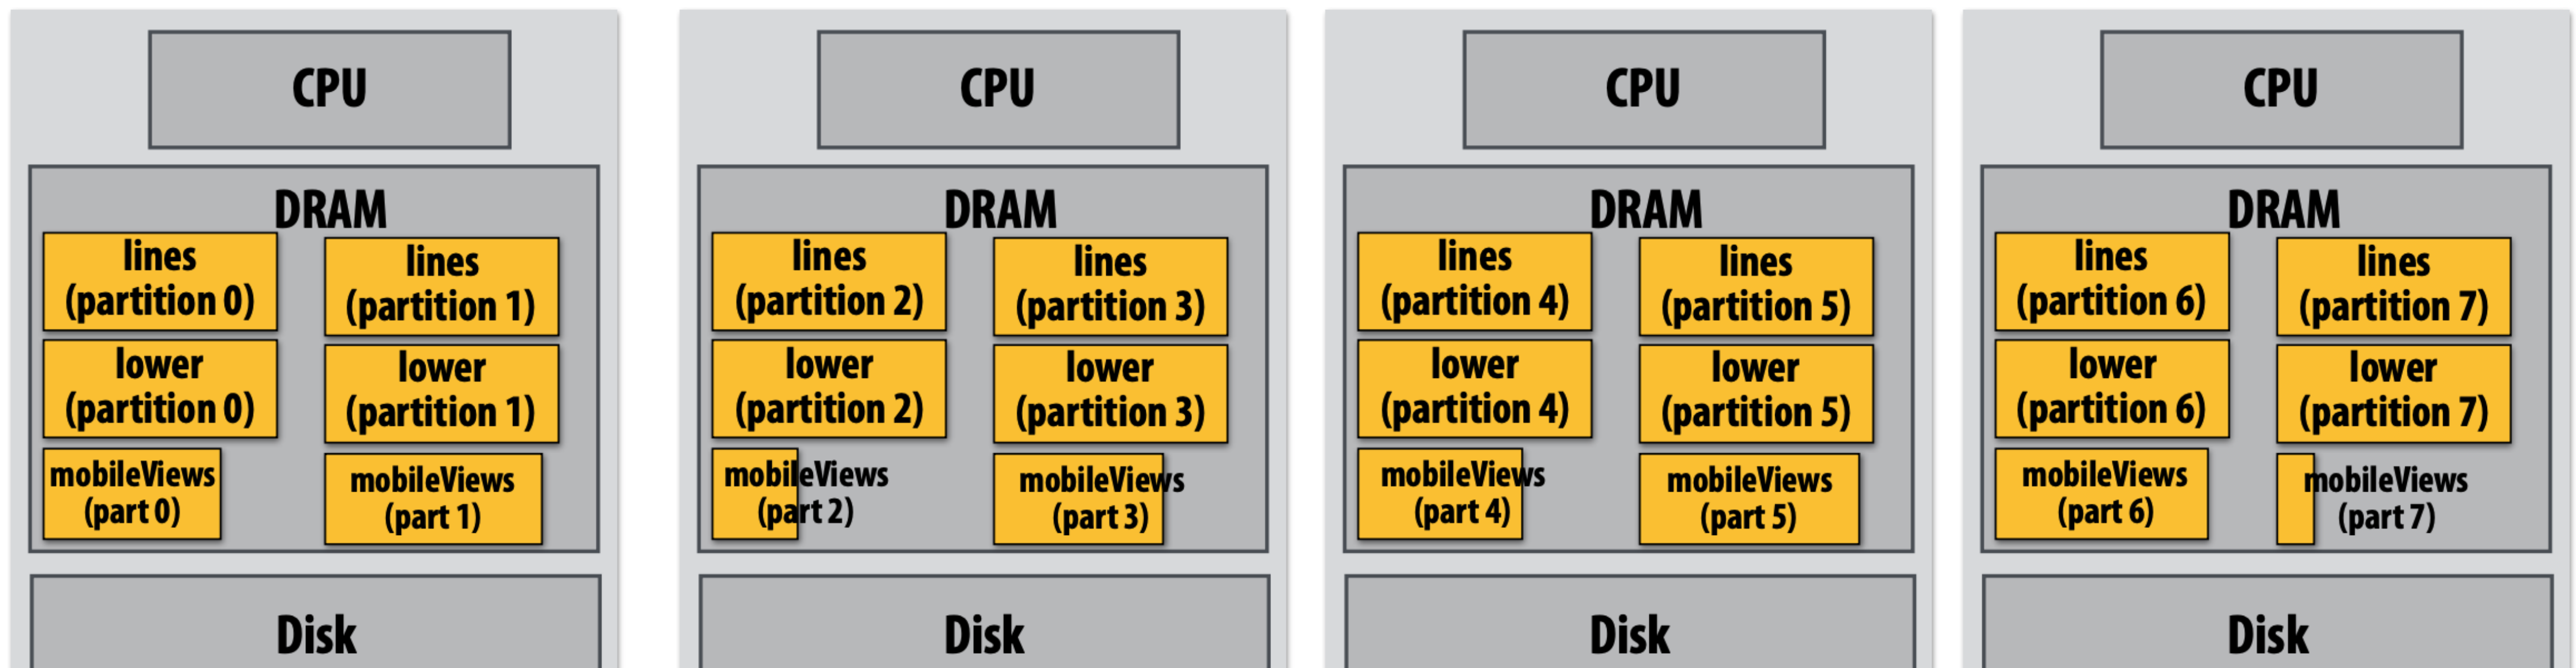 CPU
DRAM
lines
(partition 0)
lines
(partition 1)
lower
(partition 0)
lower
(partition 1)
mobileViews
(part 0)
mobileViews
(part 1)
Disk
CPU
DRAM
lines
(partition 2)
lines
(partition 3)
lower
(partition 2)
lower
(partition 3)
mobileViews
(part 2)
mobileViews
(part 3)
Disk
CPU
DRAM
lines
(partition 4)
lines
(partition 5)
lower
(partition 4)
lower
(partition 5)
mobileViews
(part 4)
mobileViews
(part 5)
Disk
CPU
DRAM
lines
(partition 6)
lines
(partition 7)
lower
(partition 6)
lower
(partition 7)
mobileViews
(part 6)
mobileViews
(part 7)
Disk